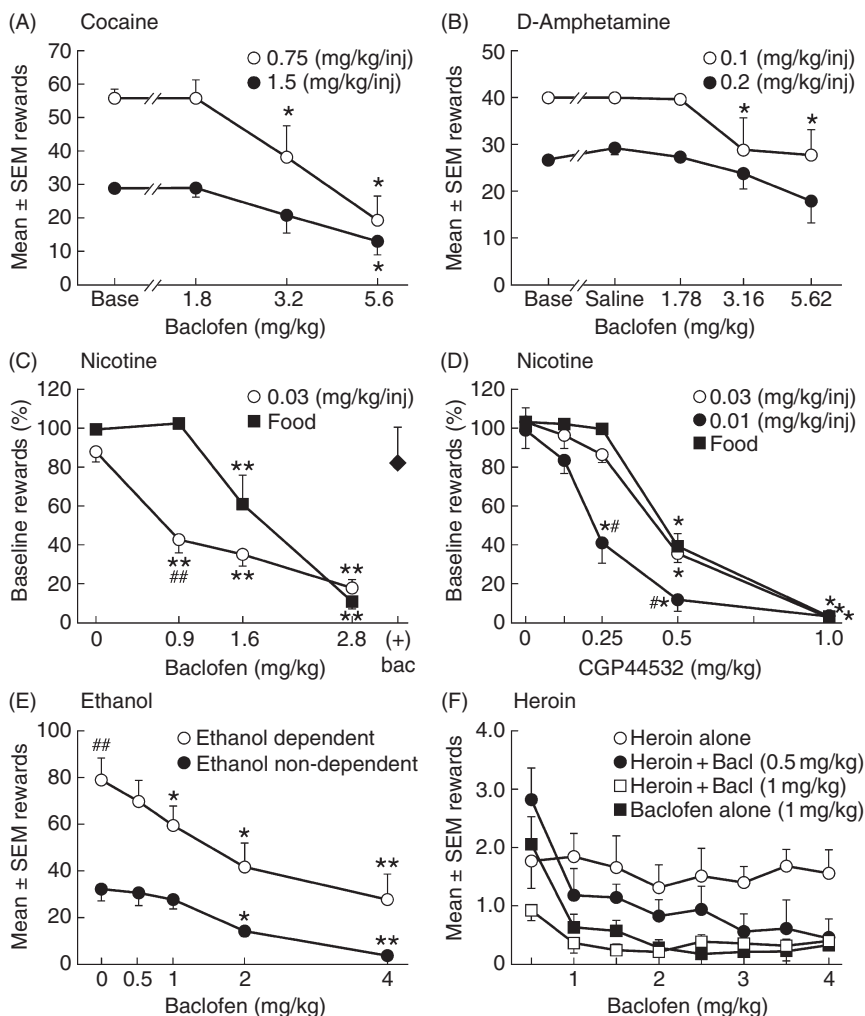 (A) Cocaine
70
60
50
40
30
20
10
0
Mean ± SEM rewards
0.75 (mg/kg/inj)
1.5 (mg/kg/inj)
*
*
*
Base 1.8 3.2 5.6
Baclofen (mg/kg)
(B) D-Amphetamine
50
40
30
20
10
0
Mean ± SEM rewards
0.1 (mg/kg/inj)
0.2 (mg/kg/inj)
* *
Base Saline 1.78 3.16 5.62
Baclofen (mg/kg)
(C) Nicotine
120
100
80
60
40
20
0
Baseline rewards (%)
0.03 (mg/kg/inj)
Food
**
**
##
**
**
**
0 0.9 1.6 2.8 (+)
bac
Baclofen (mg/kg)
(D) Nicotine
120
100
80
60
40
20
0
Baseline rewards (%)
0.03 (mg/kg/inj)
0.01 (mg/kg/inj)
Food
*#
*
*
#*
***
0 0.25 0.5 1.0
CGP44532 (mg/kg)
(E) Ethanol
100
80
60
40
20
0
Mean ± SEM rewards
Ethanol dependent
Ethanol non-dependent
##
*
*
**
*
**
0 0.5 1 2 4
Baclofen (mg/kg)
(F) Heroin
4.0
3.0
2.0
1.0
0
Mean ± SEM rewards
Heroin alone
Heroin + Bacl (0.5 mg/kg)
Heroin + Bacl (1 mg/kg)
Baclofen alone (1 mg/kg)
1 2 3 4
Baclofen (mg/kg)